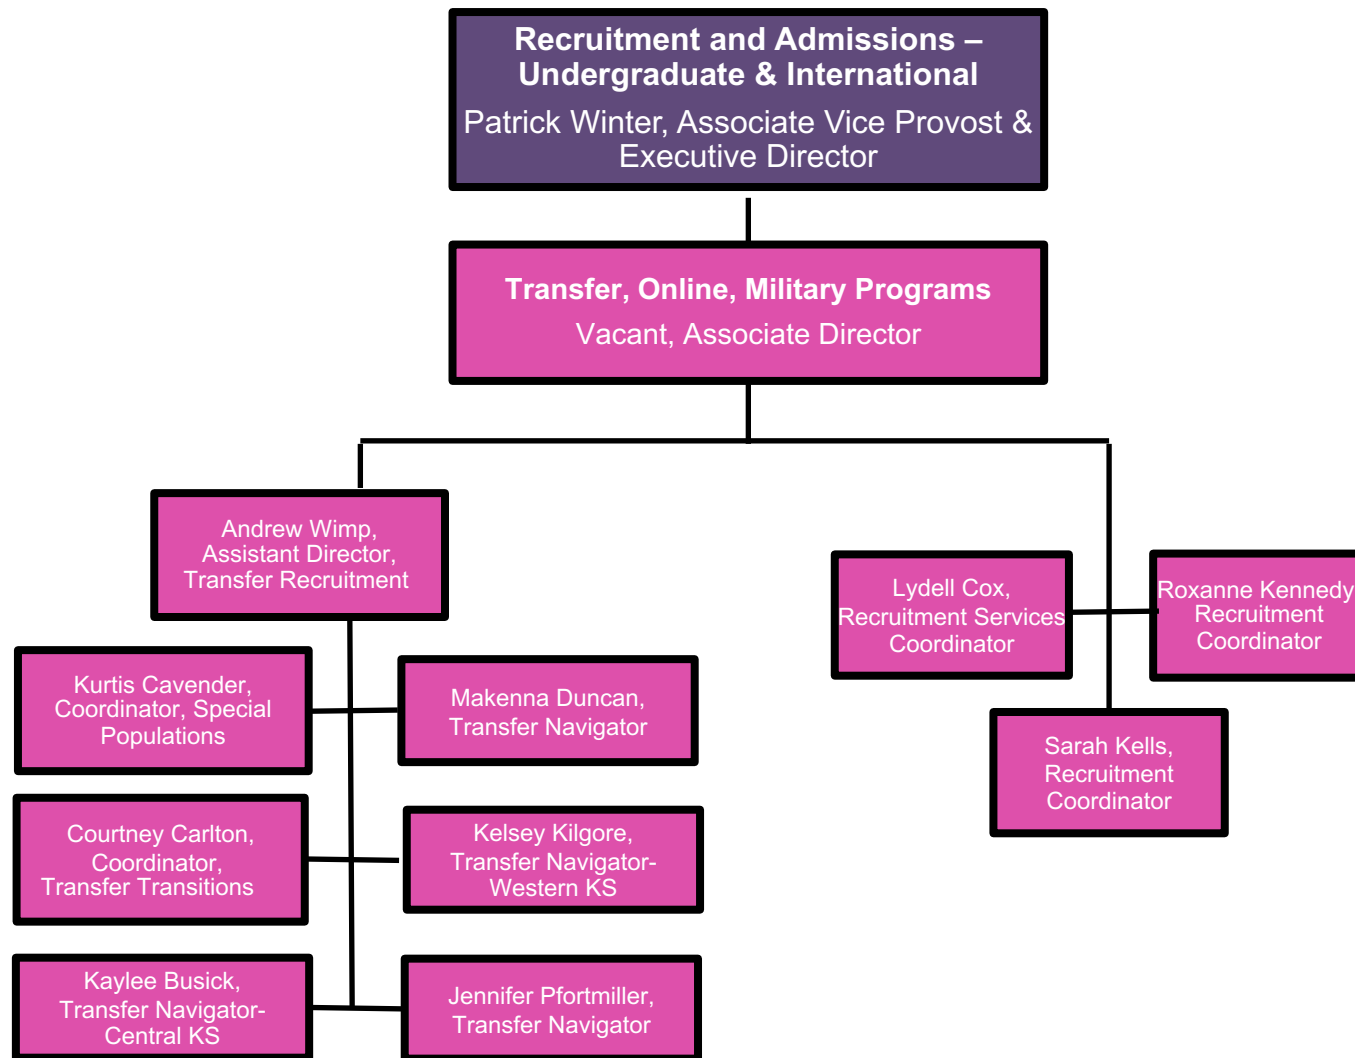 Recruitment and Admissions –
Undergraduate & International
Patrick Winter, Associate Vice Provost &
Executive Director
Transfer, Online, Military Programs
Vacant, Associate Director
Andrew Wimp,
Assistant Director,
Transfer Recruitment
Lydell Cox,
Recruitment Services
Coordinator
Roxanne Kennedy
Recruitment
Coordinator
Kurtis Cavender,
Coordinator, Special
Populations
Makenna Duncan,
Transfer Navigator
Sarah Kells,
Recruitment
Coordinator
Courtney Carlton,
Coordinator,
Transfer Transitions
Kelsey Kilgore,
Transfer Navigator-
Western KS
Kaylee Busick,
Transfer Navigator-
Central KS
Jennifer Pfortmiller,
Transfer Navigator